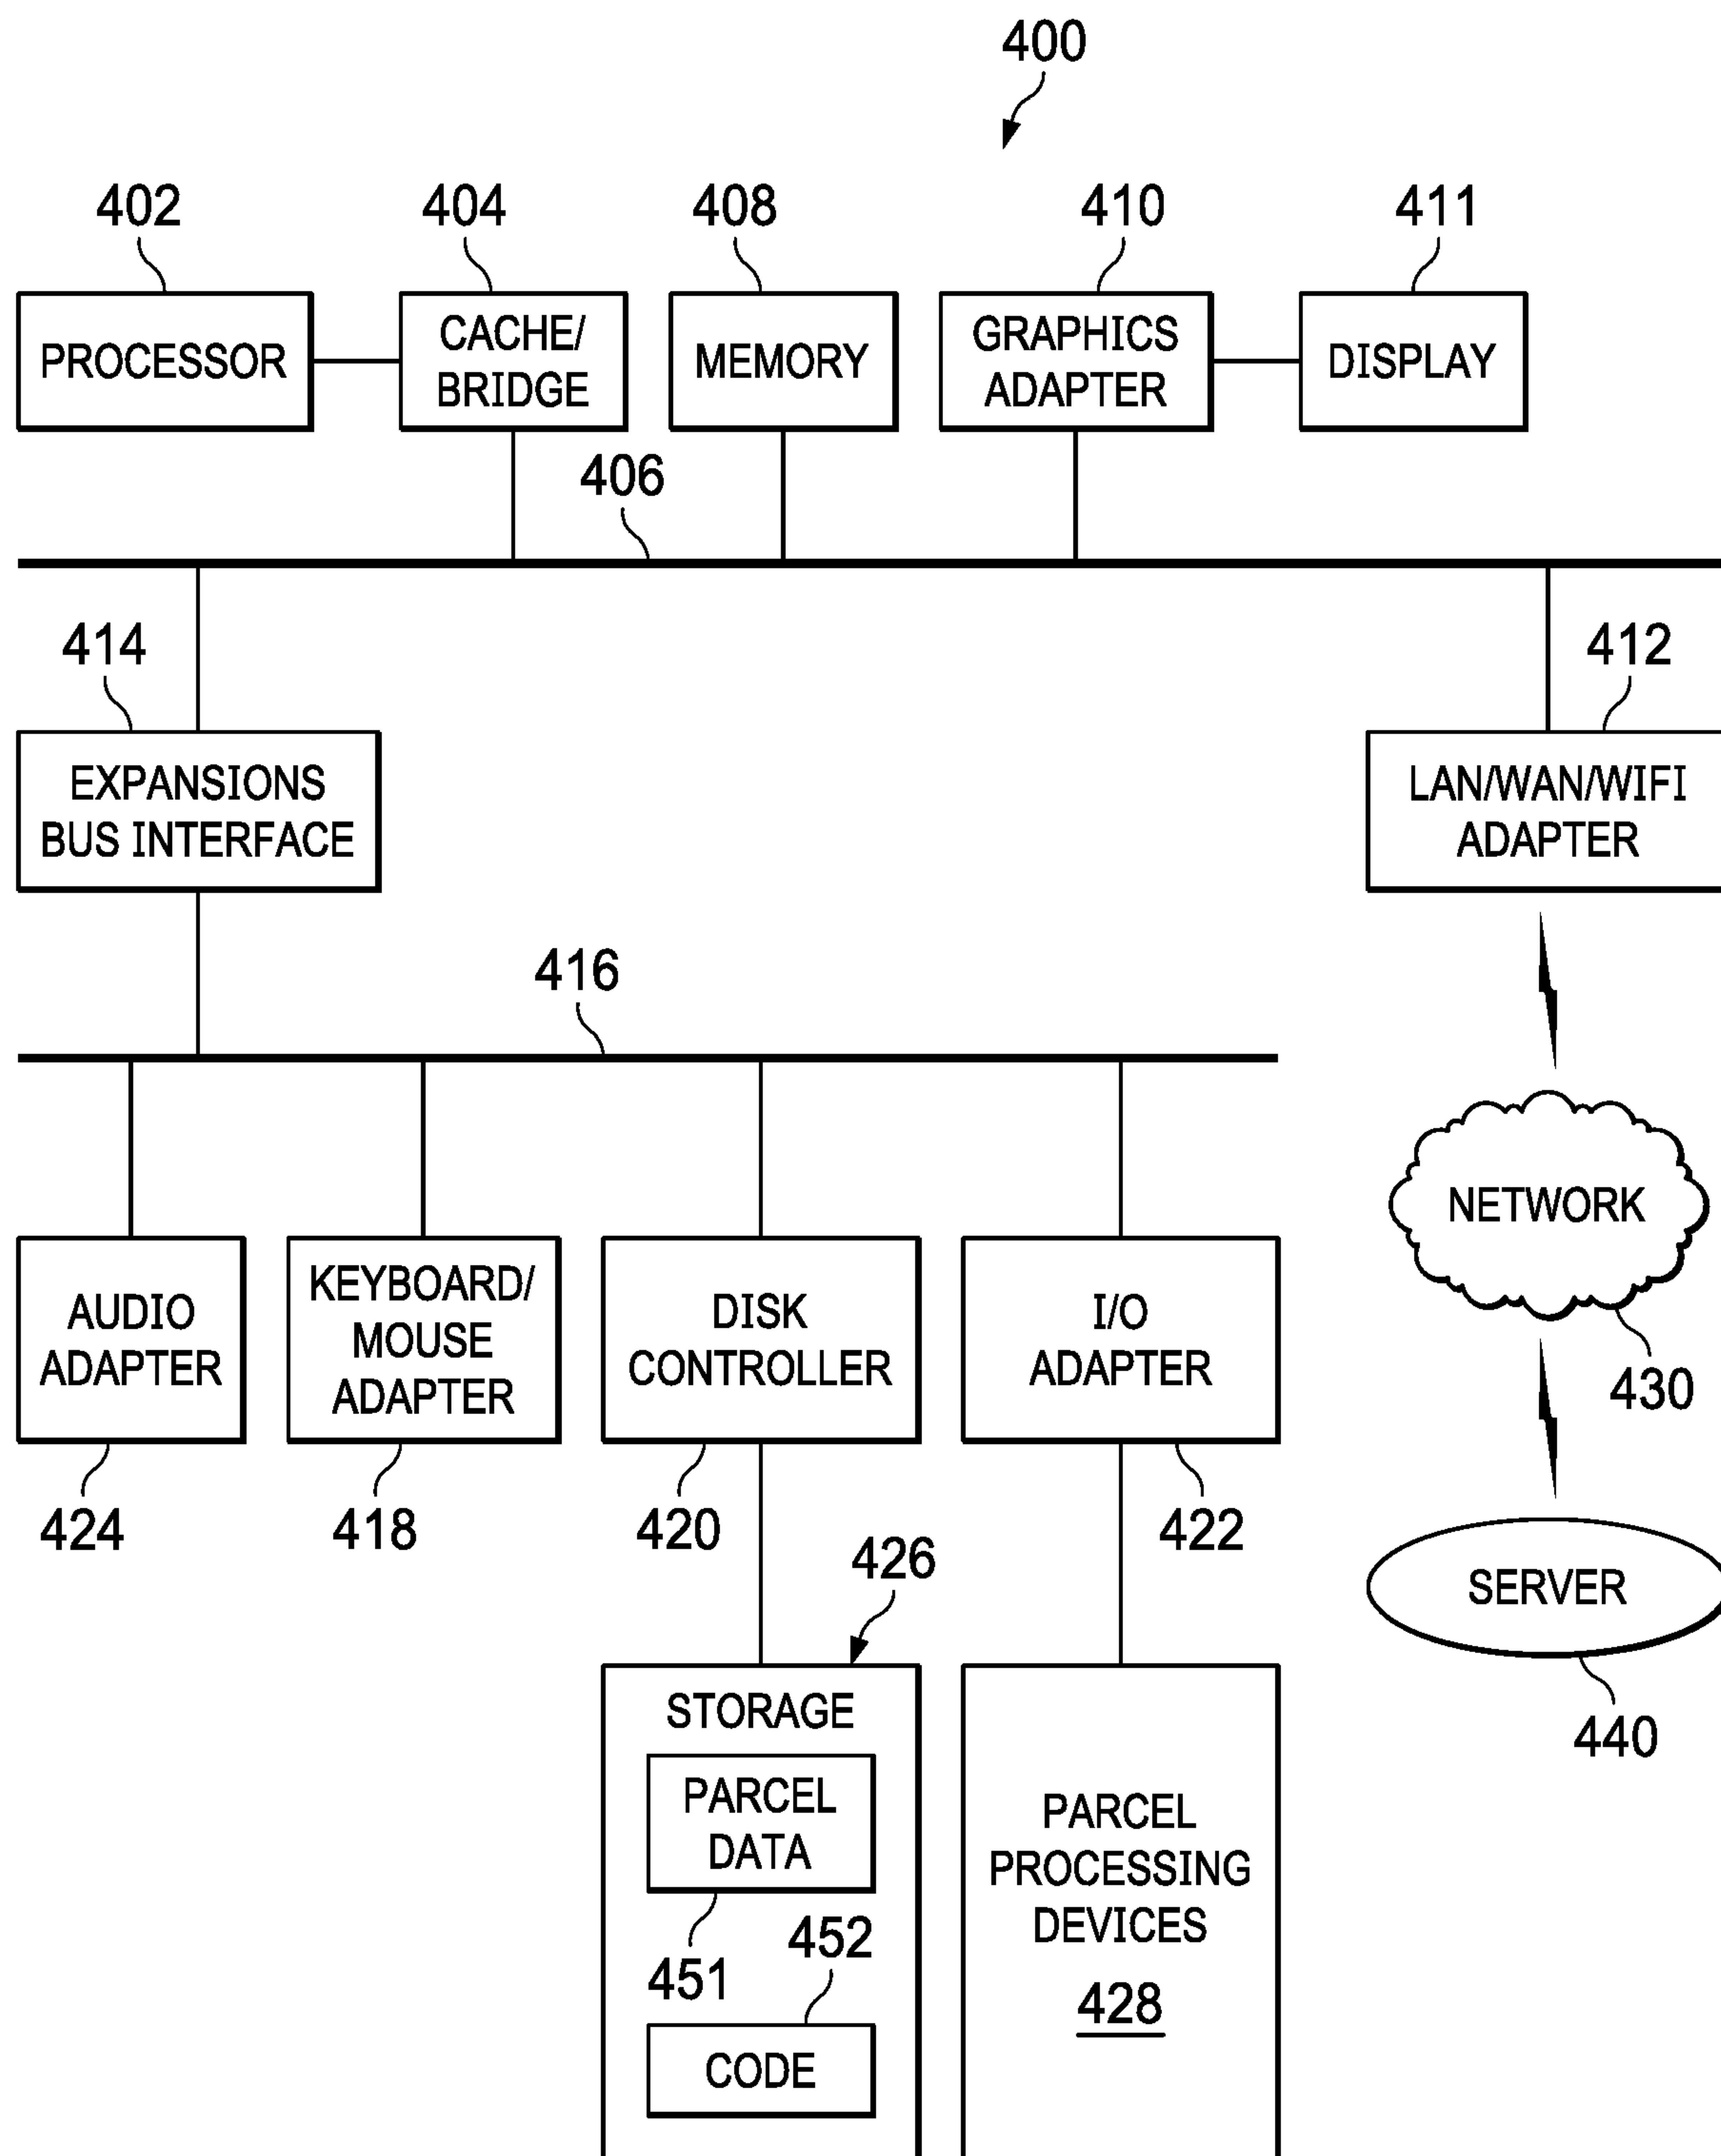 400
402
404
408
410
411
PROCESSOR
CACHE/
BRIDGE
MEMORY
GRAPHICS
ADAPTER
DISPLAY
406
414
412
EXPANSIONS
BUS INTERFACE
LAN/WAN/WIFI
ADAPTER
416
NETWORK
430
AUDIO
ADAPTER
KEYBOARD/
MOUSE
ADAPTER
DISK
CONTROLLER
I/O
ADAPTER
424
418
420
422
426
SERVER
440
STORAGE
PARCEL
DATA
451
452
CODE
PARCEL
PROCESSING
DEVICES
428